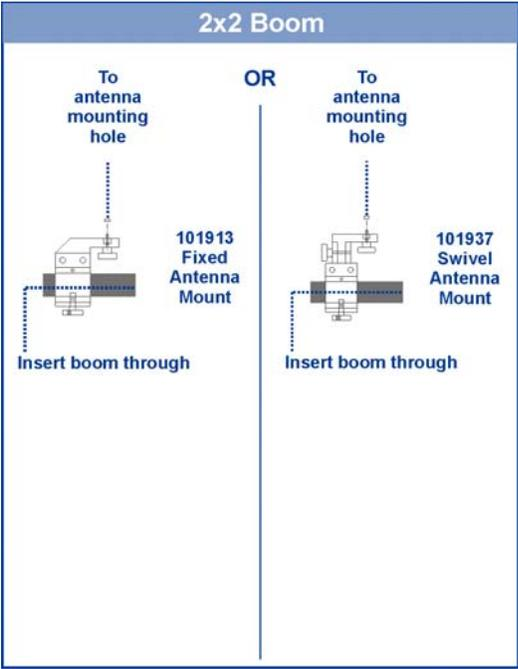 2x2 Boom
To
antenna
mounting
hole
101913
Fixed
Antenna
Mount
Insert boom through
OR
To
antenna
mounting
hole
101937
Swivel
Antenna
Mount
Insert boom through